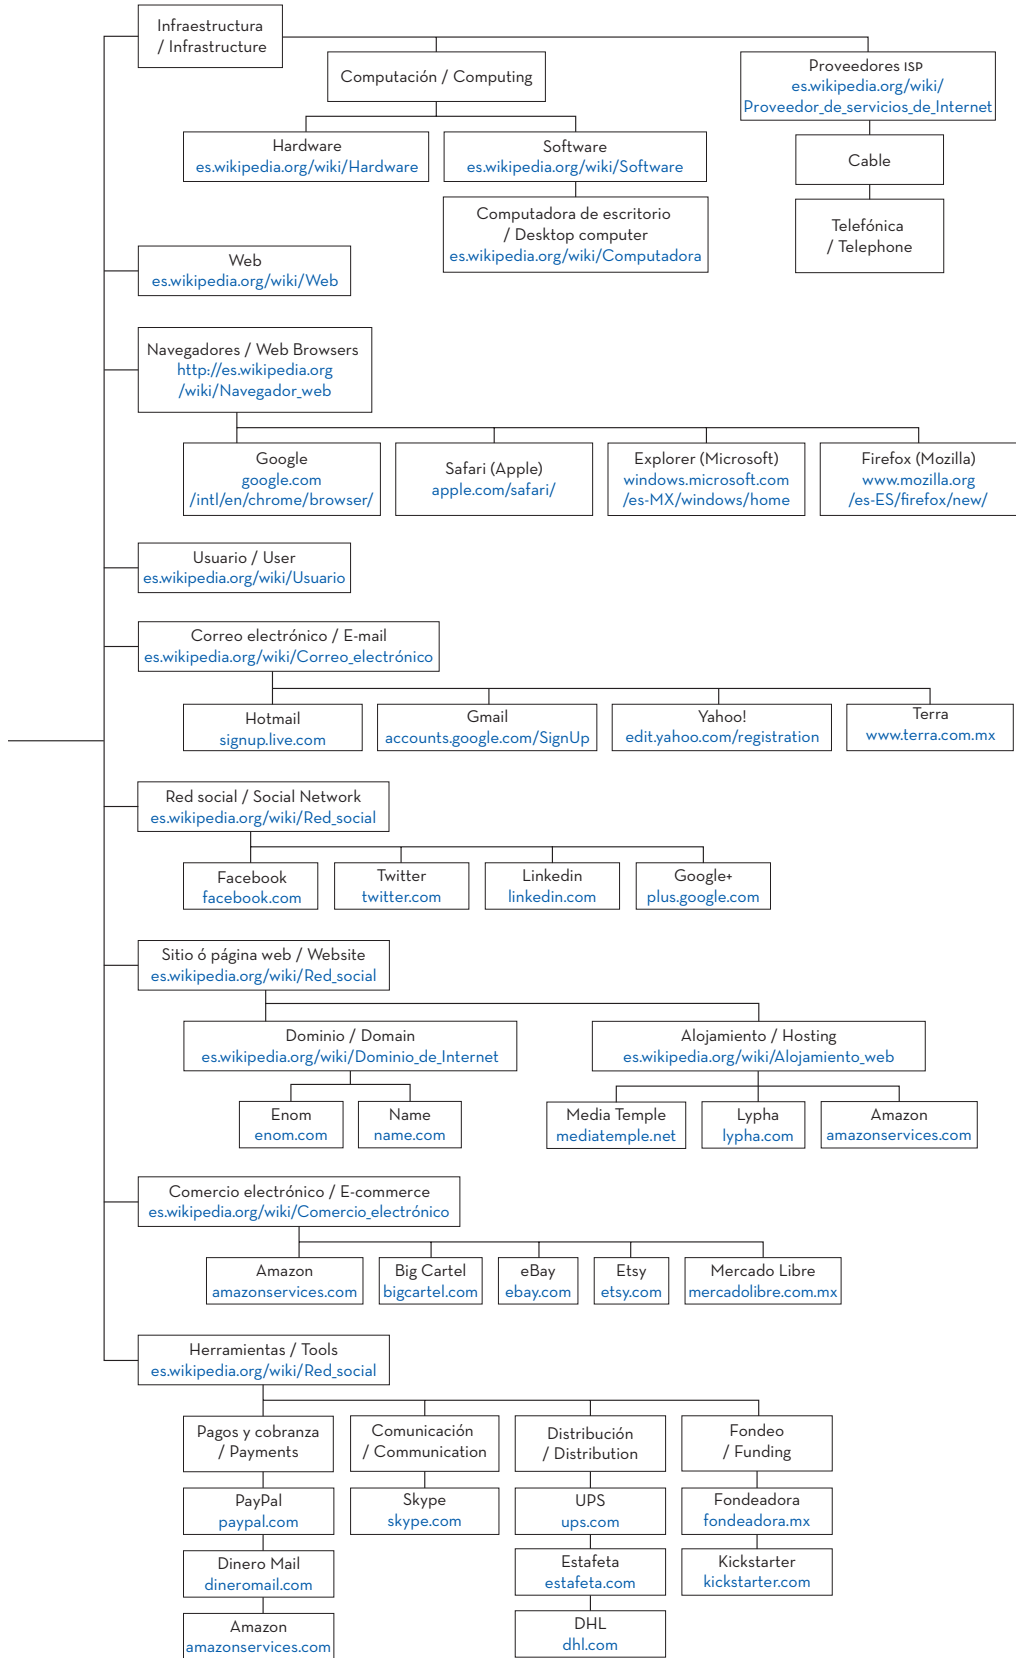 Infraestructura
/ Infrastructure
Computación / Computing
Proveedores ISP
es.wikipedia.org/wiki/
Proveedor_de_servicios_de_Internet
Hardware
es.wikipedia.org/wiki/Hardware
Software
es.wikipedia.org/wiki/Software
Cable
Computadora de escritorio
/ Desktop computer
es.wikipedia.org/wiki/Computadora
Telefónica
/ Telephone
Web
es.wikipedia.org/wiki/Web
Navegadores / Web Browsers
http://es.wikipedia.org
/wiki/Navegador_web
Google
google.com
/intl/en/chrome/browser/
Safari (Apple)
apple.com/safari/
Explorer (Microsoft)
windows.microsoft.com
/es-MX/windows/home
Firefox (Mozilla)
www.mozilla.org
/es-ES/firefox/new/
Usuario / User
es.wikipedia.org/wiki/Usuario
Correo electrónico / E-mail
es.wikipedia.org/wiki/Correo_electrónico
Hotmail
signup.live.com
Gmail
accounts.google.com/SignUp
Yahoo!
edit.yahoo.com/registration
Terra
www.terra.com.mx
Red social / Social Network
es.wikipedia.org/wiki/Red_social
Facebook
facebook.com
Twitter
twitter.com
Linkedin
linkedin.com
Google+
plus.google.com
Sitio ó página web / Website
es.wikipedia.org/wiki/Red_social
Dominio / Domain
es.wikipedia.org/wiki/Dominio_de_Internet
Alojamiento / Hosting
es.wikipedia.org/wiki/Alojamiento_web
Enom
enom.com
Name
name.com
Media Temple
mediatemple.net
Lypha
lypha.com
Amazon
amazonservices.com
Comercio electrónico / E-commerce
es.wikipedia.org/wiki/Comercio_electrónico
Amazon
amazonservices.com
Big Cartel
bigcartel.com
eBay
ebay.com
Etsy
etsy.com
Mercado Libre
mercadolibre.com.mx
Herramientas / Tools
es.wikipedia.org/wiki/Red_social
Pagos y cobranza
/ Payments
Comunicación
/ Communication
Distribución
/ Distribution
Fondeo
/ Funding
PayPal
paypal.com
Skype
skype.com
UPS
ups.com
Fondeadora
fondeadora.mx
Dinero Mail
dineromail.com
Estafeta
estafeta.com
Kickstarter
kickstarter.com
Amazon
amazonservices.com
DHL
dhl.com